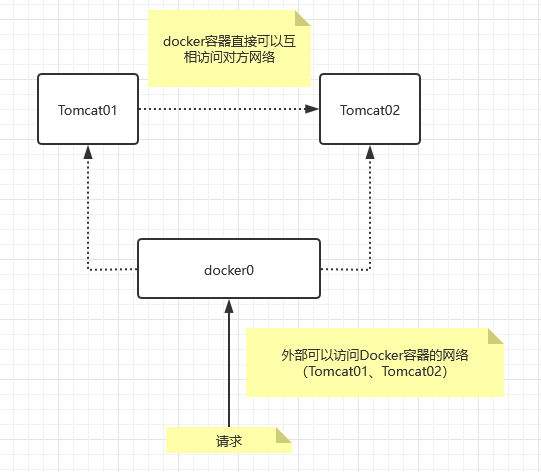 docker容器直接可以互
相访问对方网络
Tomcat01
Tomcat02
docker0
外部可以访问Docker容器的网络
（Tomcat01、Tomcat02）
请求